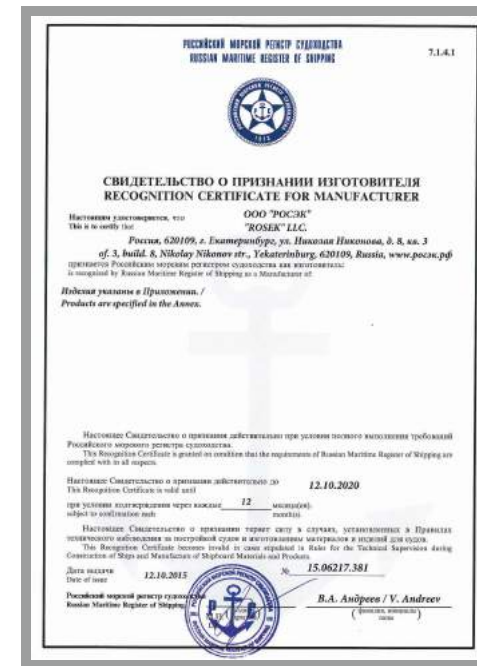 РОССИЙСКИЙ МОРСКОЙ РЕГИСТР СУДОХОДСТВА
RUSSIAN MARITIME REGISTER OF SHIPPING
7.1.4.1
1913
СВИДЕТЕЛЬСТВО О ПРИЗНАНИИ ИЗГОТОВИТЕЛЯ
RECOGNITION CERTIFICATE FOR MANUFACTURER
Настоящим удостоверяется, что ООО "РОСЭК"
This is to certify that "ROSEK" LLC.
Россия, 620109, г. Екатеринбург, ул. Николая Никонова, д. 8, кв. 3
of. 3, build. 8, Nikolay Nikonov str., Yekaterinburg, 620109, Russia, www.росэк.рф
признается Российским морским регистром судоходства как изготовитель:
is recognized by Russian Maritime Register of Shipping as a Manufacturer of:
Изделия указаны в Приложении. /
Products are specified in the Annex.
Настоящее Свидетельство о признании действительно при условии полного выполнения требований
Российского морского регистра судоходства.
This Recognition Certificate is granted on condition that the requirements of Russian Maritime Register of Shipping are
complied with in all respects.
Настоящее Свидетельство о признании действительно до 12.10.2020
This Recognition Certificate is valid until
при условии подтверждения через каждые 12 месяца(ев).
subject to confirmation each month(s).
Настоящее Свидетельство о признании теряет силу в случаях, установленных в Правилах
технического наблюдения за постройкой судов и изготовлением материалов и изделий для судов.
This Recognition Certificate becomes invalid in cases stipulated in Rules for the Technical Supervision during
Construction of Ships and Manufacture of Shipboard Materials and Products.
Дата выдачи 12.10.2015 № 15.06217.381
Date of issue
Российский морской регистр судоходства В.А. Андреев / V. Andreev
Russian Maritime Register of Shipping (фамилия, инициалы)
name